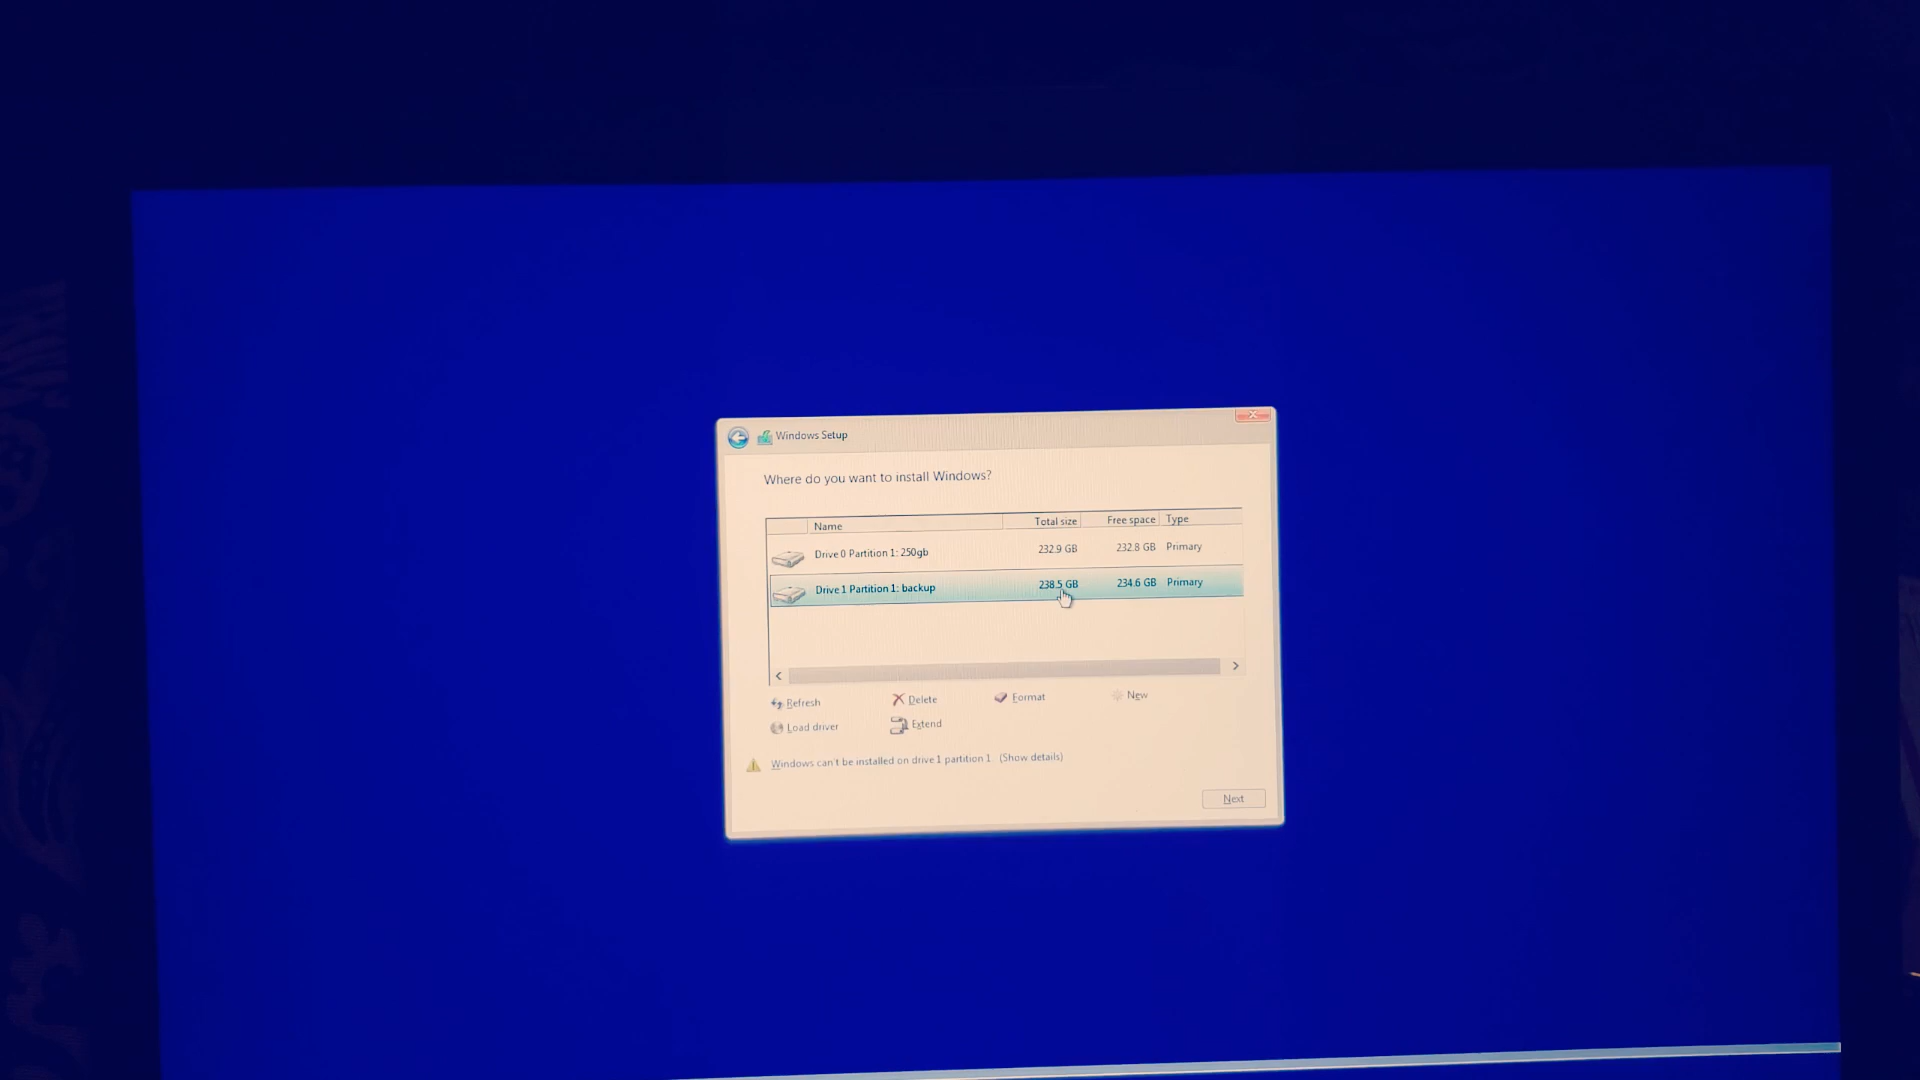 Windows Setup
Where do you want to install Windows?
Name Total size Free space Type
Drive 0 Partition 1: 250gb 232.9 GB 232.8 GB Primary
Drive 1 Partition 1: backup 238.5 GB 234.6 GB Primary
Refresh Delete Format New
Load driver Extend
Windows can't be installed on drive 1 partition 1. (Show details)
Next